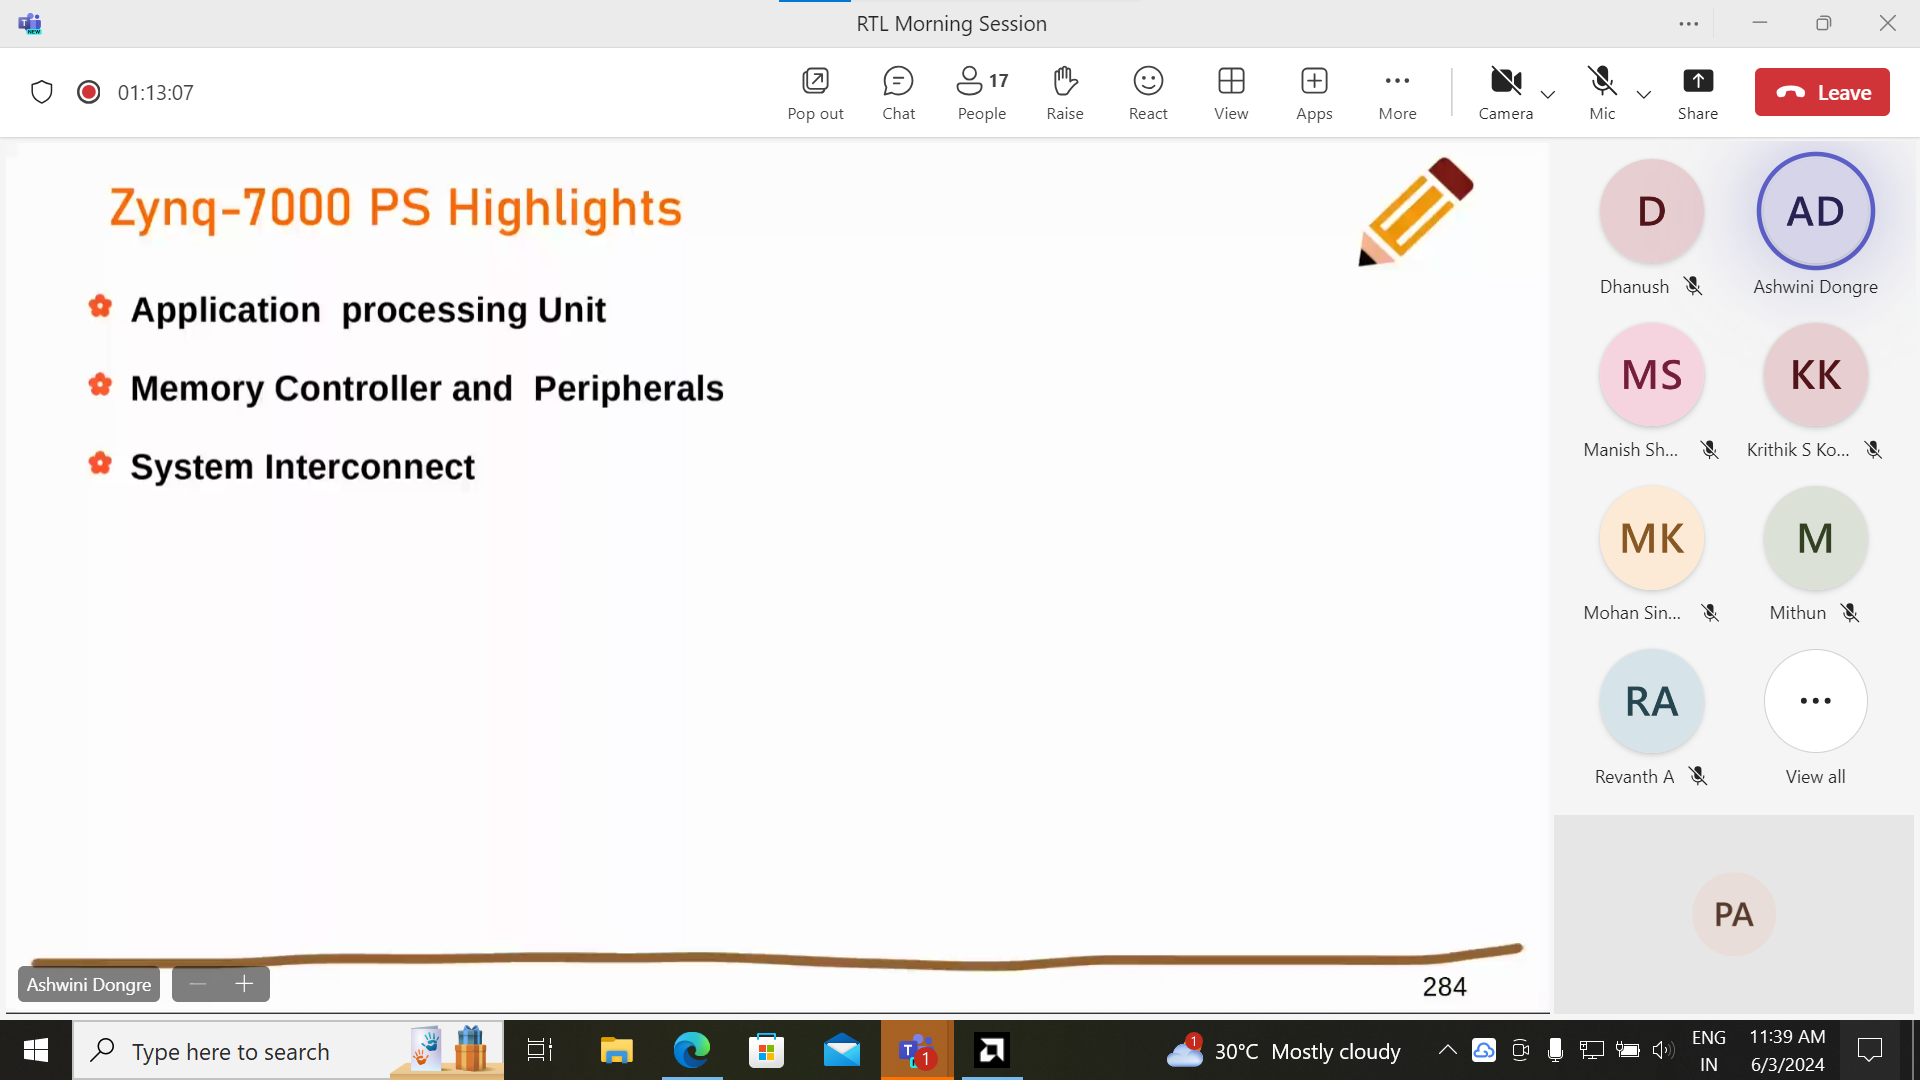 RTL Morning Session
01:13:07
Pop out
Chat
17
People
Raise
React
View
Apps
More
Camera
Mic
Share
Leave
Zynq-7000 PS Highlights
Application processing Unit
Memory Controller and Peripherals
System Interconnect
284
Ashwini Dongre
D
Dhanush
AD
Ashwini Dongre
MS
Manish Sh...
KK
Krithik S Ko...
MK
Mohan Sin...
M
Mithun
RA
Revanth A
View all
PA
Type here to search
1
1
30°C Mostly cloudy
ENG
IN
11:39 AM
6/3/2024